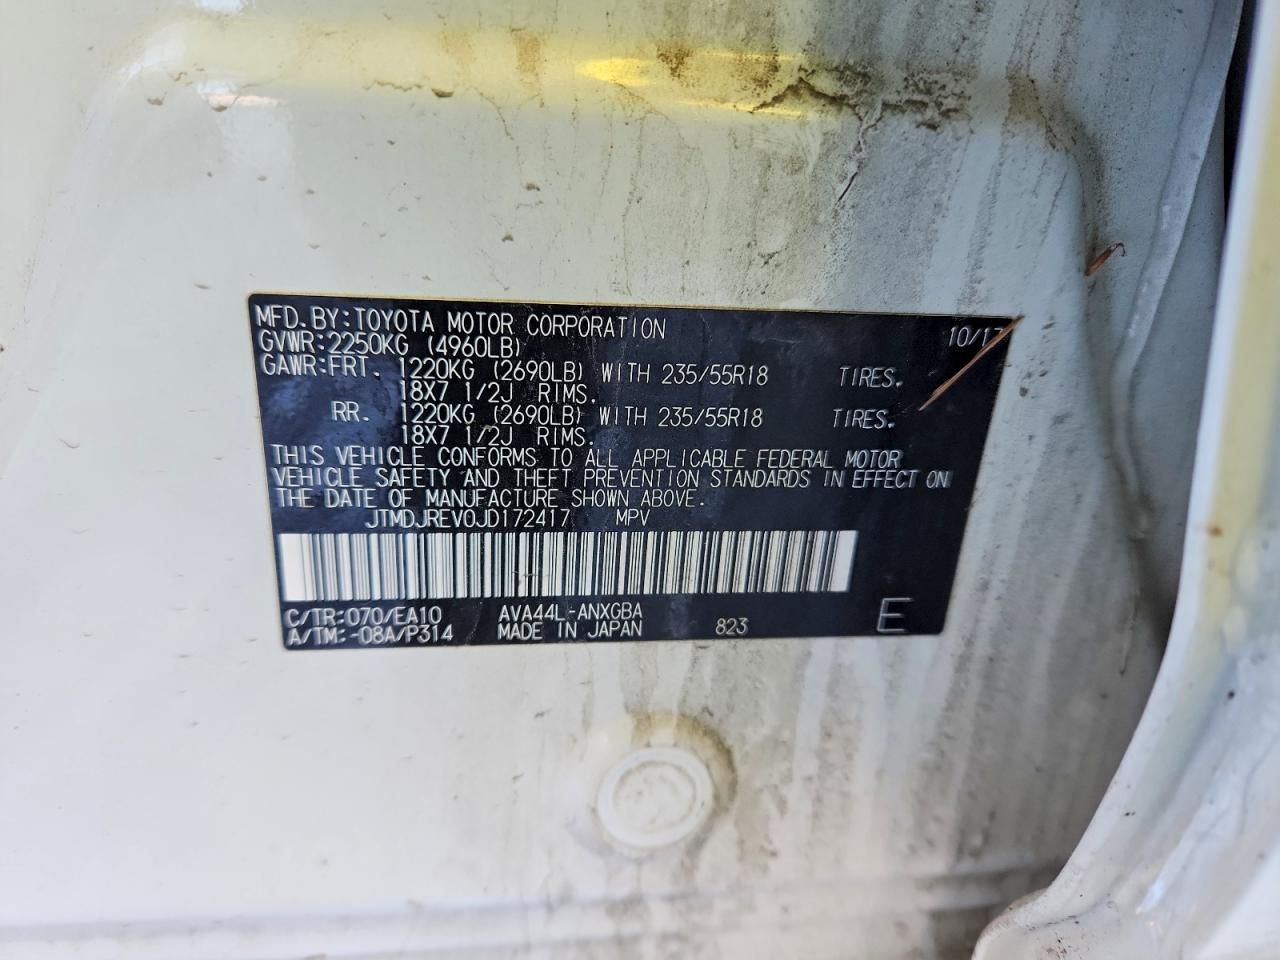 MFD.BY:TOYOTA MOTOR CORPORATION 10/17
GVWR:2250KG (4960LB)
GAWR:FRT. 1220KG (2690LB) WITH 235/55R18 TIRES.
18X7 1/2J RIMS.
RR. 1220KG (2690LB) WITH 235/55R18 TIRES.
18X7 1/2J RIMS.
THIS VEHICLE CONFORMS TO ALL APPLICABLE FEDERAL MOTOR
VEHICLE SAFETY AND THEFT PREVENTION STANDARDS IN EFFECT ON
THE DATE OF MANUFACTURE SHOWN ABOVE.
JTMDJREV0JD172417 MPV
C/TR:070/EA10 AVA44L-ANXGBA
A/TM:-08A/P314 MADE IN JAPAN 823 E